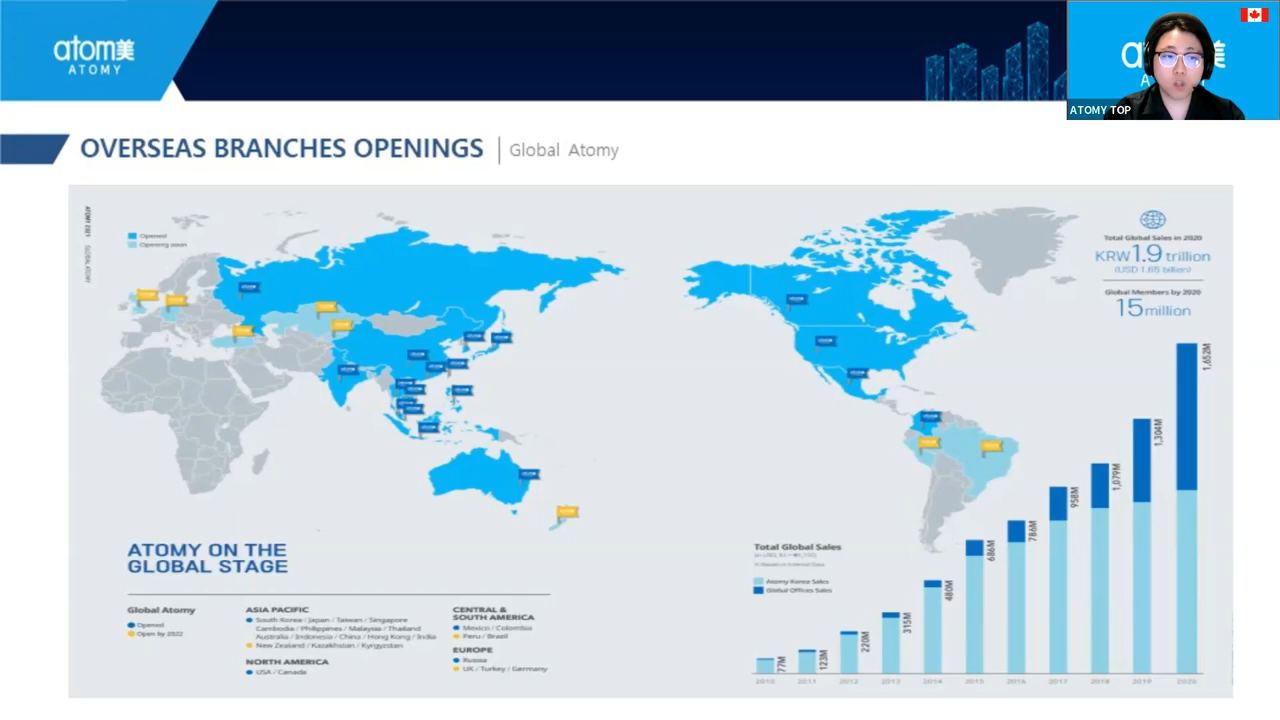 atom美
ATOMY
ATOMY TOP
OVERSEAS BRANCHES OPENINGS
Global Atomy
ATOMY 2021 GLOBAL ATOMY
Opened
Opening soon
Total Global Sales in 2020
KRW 1.9 trillion
(USD 1.65 billion)
Global Members by 2020
15 million
ATOMY ON THE
GLOBAL STAGE
Global Atomy
Opened
Open by 2022
ASIA PACIFIC
South Korea / Japan / Taiwan / Singapore
Cambodia / Philippines / Malaysia / Thailand
Australia / Indonesia / China / Hong Kong / India
New Zealand / Kazakhstan / Kyrgyzstan
NORTH AMERICA
USA / Canada
CENTRAL &
SOUTH AMERICA
Mexico / Colombia
Peru / Brazil
EUROPE
Russia
UK / Turkey / Germany
Total Global Sales
Atomy Korea Sales
Global Offices Sales
77M
123M
220M
315M
480M
686M
786M
958M
1,079M
1,304M
1,652M
2010 2011 2012 2013 2014 2015 2016 2017 2018 2019 2020